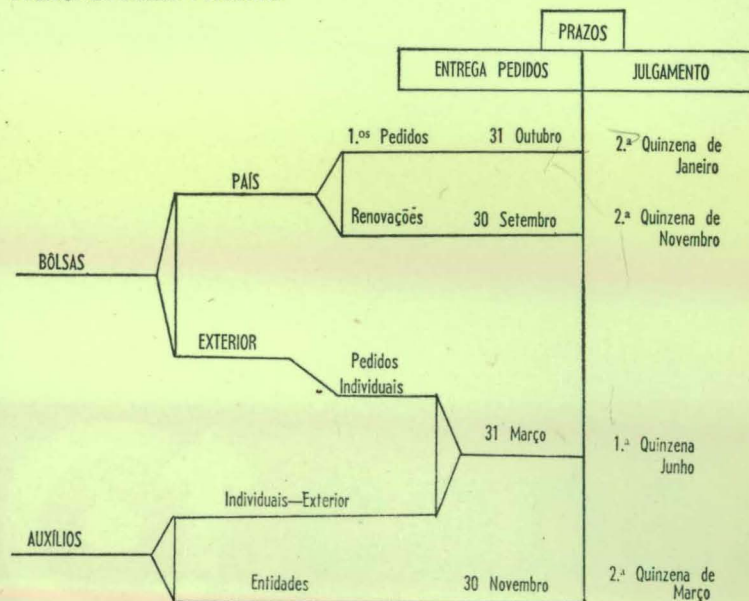 PRAZOS
ENTREGA PEDIDOS JULGAMENTO
1.os Pedidos 31 Outubro 2.ª Quinzena de
Janeiro
PAÍS
Renovações 30 Setembro 2.ª Quinzena de
Novembro
BÔLSAS
EXTERIOR
Pedidos
Individuais
31 Março 1.ª Quinzena
Junho
Individuais—Exterior
AUXÍLIOS
Entidades 30 Novembro 2.ª Quinzena de
Março